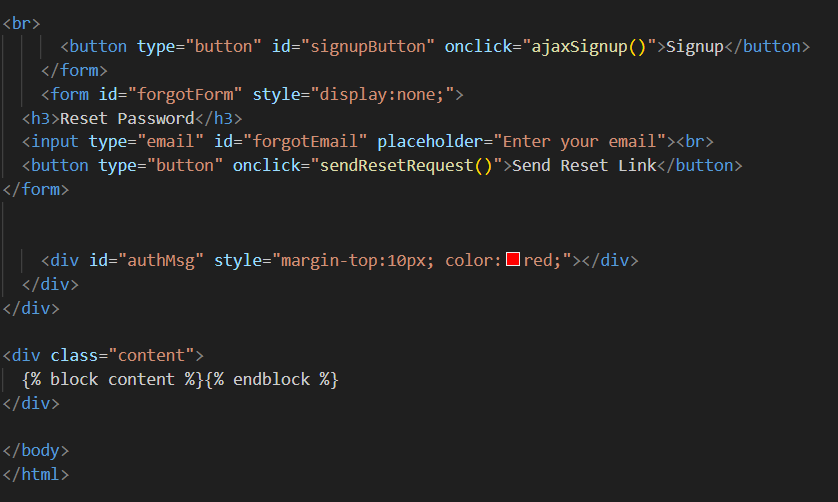 <br>
<button type="button" id="signupButton" onclick="ajaxSignup()">Signup</button>
</form>
<form id="forgotForm" style="display:none;">
<h3>Reset Password</h3>
<input type="email" id="forgotEmail" placeholder="Enter your email"><br>
<button type="button" onclick="sendResetRequest()">Send Reset Link</button>
</form>
<div id="authMsg" style="margin-top:10px; color:red;"></div>
</div>
</div>
<div class="content">
{% block content %}{% endblock %}
</div>
</body>
</html>